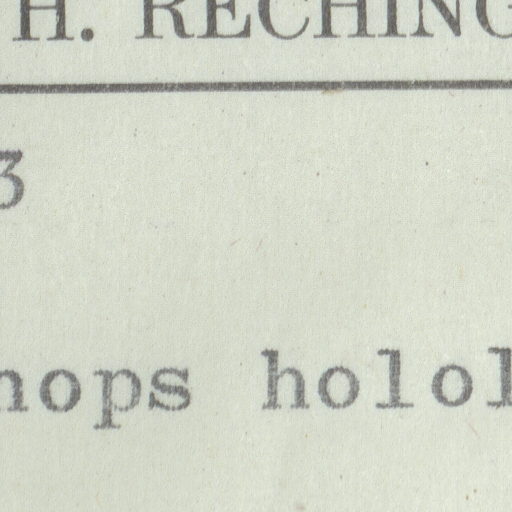 H. RECHING
3
nops holol